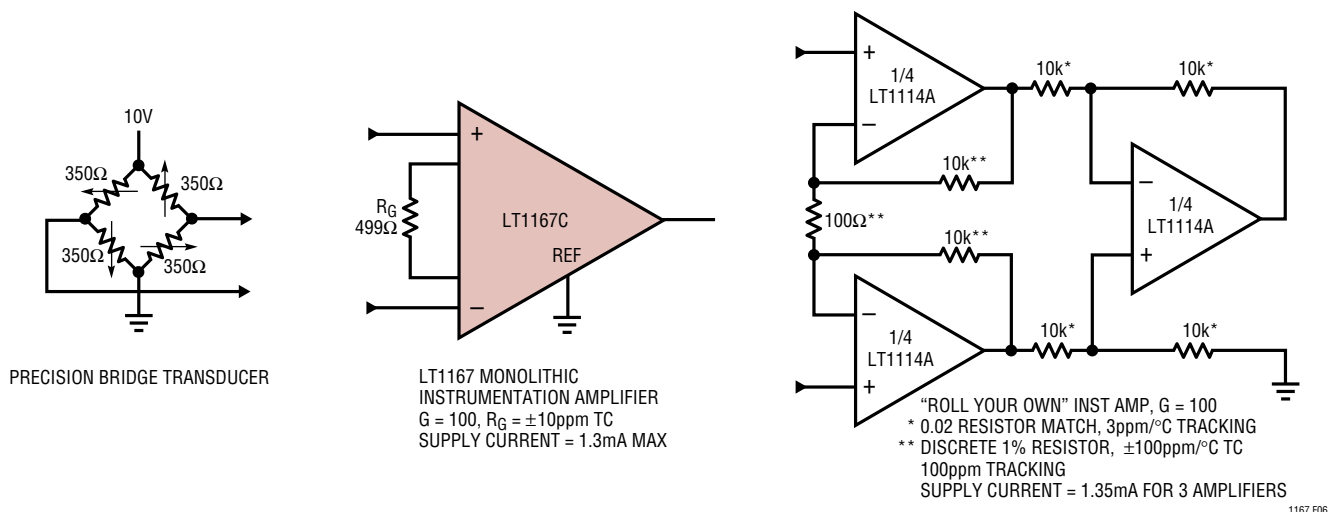 10V
350Ω
350Ω
350Ω
350Ω
PRECISION BRIDGE TRANSDUCER
+
RG
499Ω
LT1167C
REF
–
LT1167 MONOLITHIC
INSTRUMENTATION AMPLIFIER
G = 100, RG = ±10ppm TC
SUPPLY CURRENT = 1.3mA MAX
+
1/4
LT1114A
–
10k*
10k*
10k**
100Ω**
10k**
–
1/4
LT1114A
+
–
1/4
LT1114A
+
10k*
10k*
“ROLL YOUR OWN” INST AMP, G = 100
* 0.02 RESISTOR MATCH, 3ppm/°C TRACKING
** DISCRETE 1% RESISTOR, ±100ppm/°C TC
100ppm TRACKING
SUPPLY CURRENT = 1.35mA FOR 3 AMPLIFIERS
1167 F06